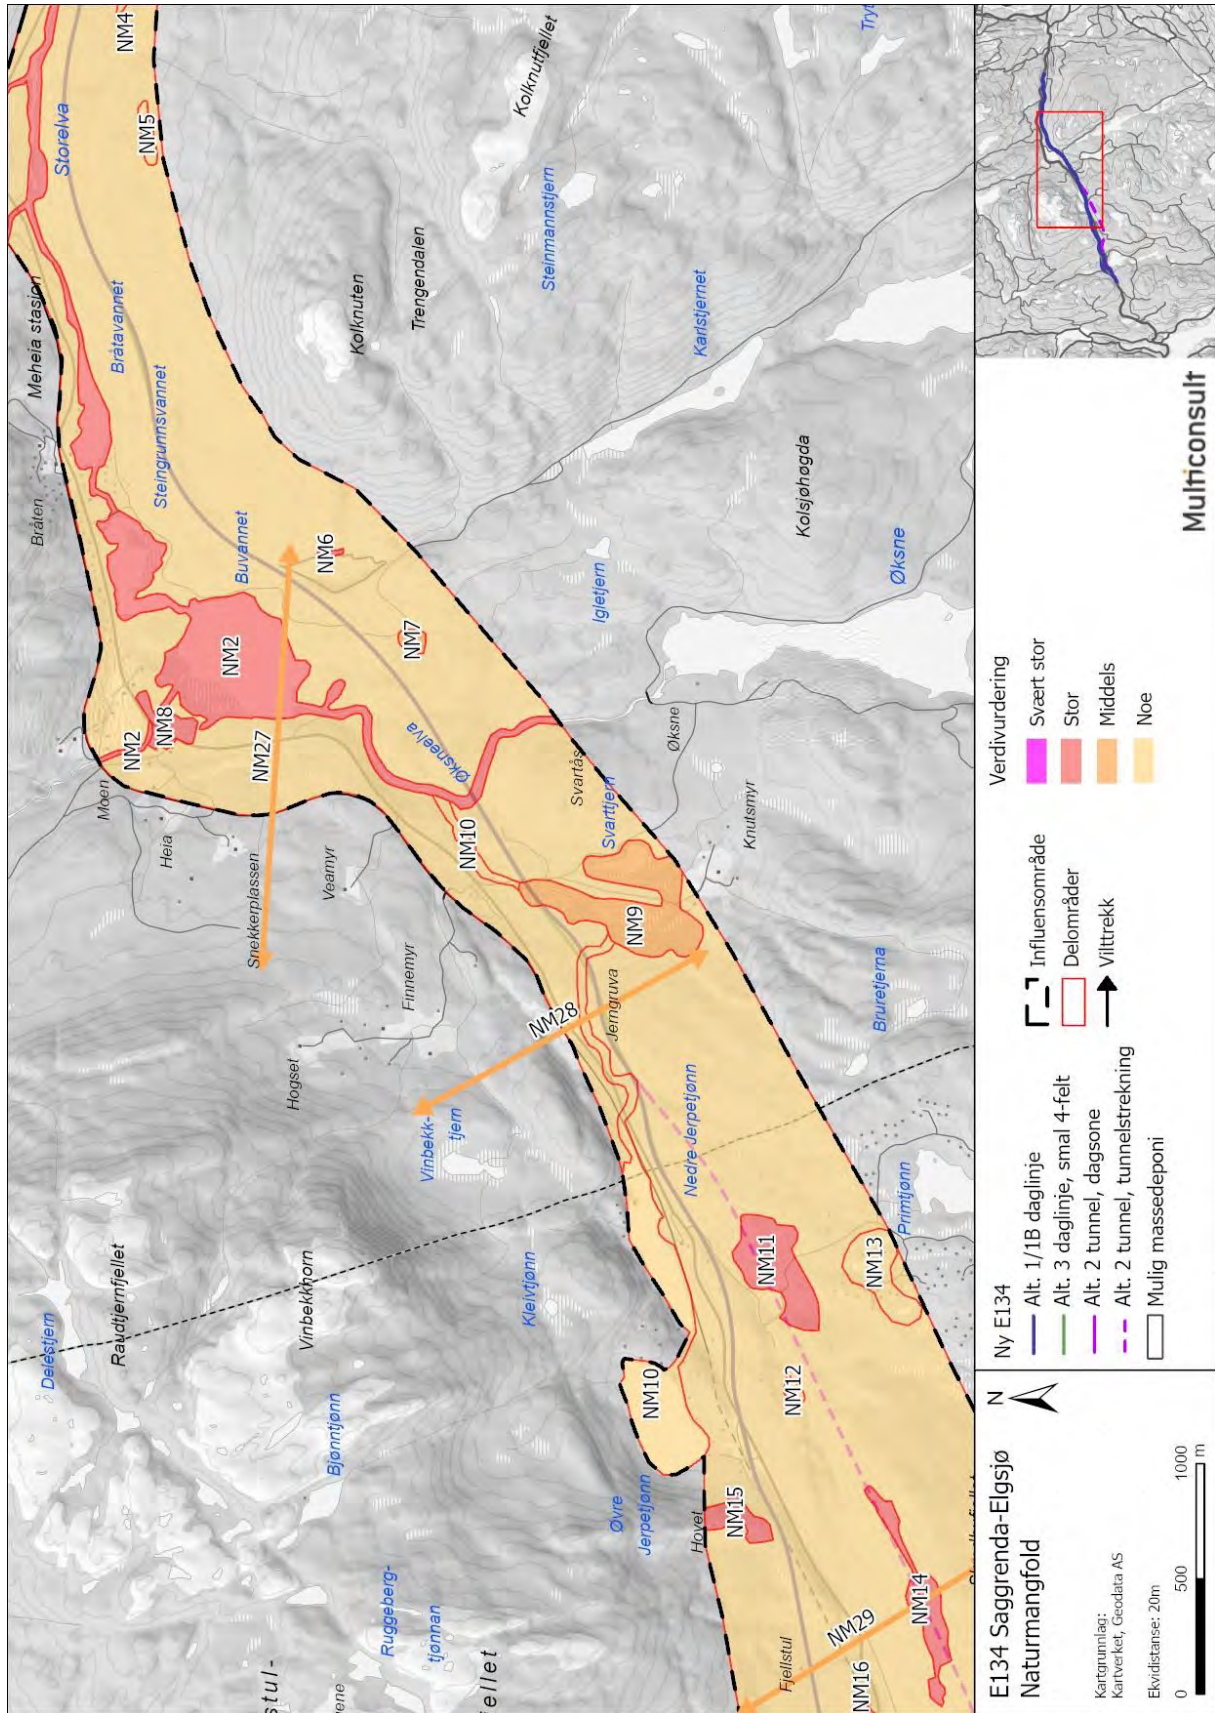 NM4
Storelva
NM5
Kolknutfjellet
Meheia stasjon
Bråtavannet
Steingrunnsvannet
Bråten
Kolknuten
Trengendalen
Steinmannstjern
Karlstjernet
Kolsjøhøgda
Buvannet
NM6
NM7
NM2
Igletjern
Øksne
NM2
NM8
NM27
Moen
Heia
Snekkerplassen
Veamyr
Øksneelva
NM10
Svartås
Svarttjern
Øksne
Knutsmyr
NM9
Finnemyr
Hogset
NM28
Jerngruva
Bruretjerna
Vinbekk-
tjern
Nedre Jerpetjønn
Primtjønn
Delestjern
Raudtjernfjellet
Vinbekkhorn
Kleivtjønn
NM11
NM13
Bjønntjønn
NM10
NM12
Øvre
Jerpetjønn
Hovet
NM15
Ruggeberg-
tjønnan
NM14
NM29
Fjellstul
NM16
stul-
ene
ellet
E134 Saggrenda-Elgsjø
Naturmangfold
N
Kartgrunnlag:
Kartverket, Geodata AS
Ekvidistanse: 20m
0
500
1000
m
Ny E134
Alt. 1/1B daglinje
Alt. 3 daglinje, smal 4-felt
Alt. 2 tunnel, dagsone
Alt. 2 tunnel, tunnelstrekning
Mulig massedeponi
Influensområde
Delområder
Vilttrekk
Verdivurdering
Svært stor
Stor
Middels
Noe
Multiconsult